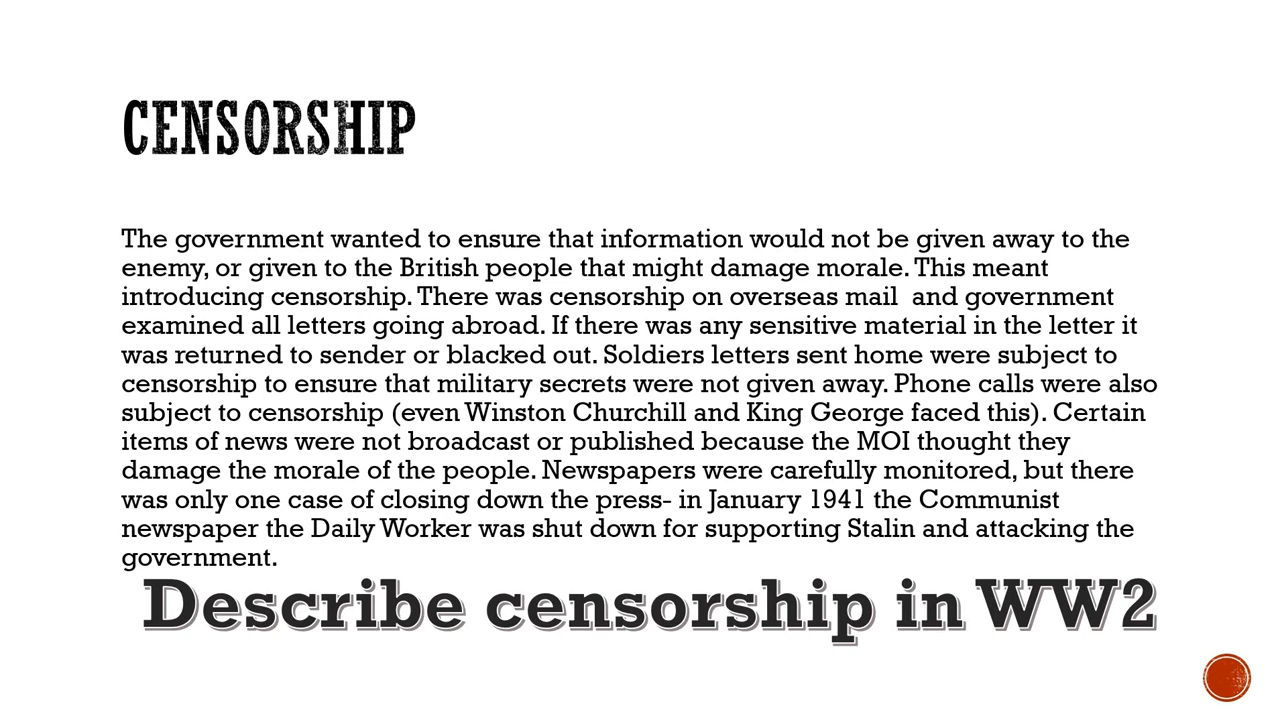 CENSORSHIP
The government wanted to ensure that information would not be given away to the
enemy, or given to the British people that might damage morale. This meant
introducing censorship. There was censorship on overseas mail  and government
examined all letters going abroad. If there was any sensitive material in the letter it
was returned to sender or blacked out. Soldiers letters sent home were subject to
censorship to ensure that military secrets were not given away. Phone calls were also
subject to censorship (even Winston Churchill and King George faced this). Certain
items of news were not broadcast or published because the MOI thought they
damage the morale of the people. Newspapers were carefully monitored, but there
was only one case of closing down the press- in January 1941 the Communist
newspaper the Daily Worker was shut down for supporting Stalin and attacking the
government.
Describe censorship in WW2